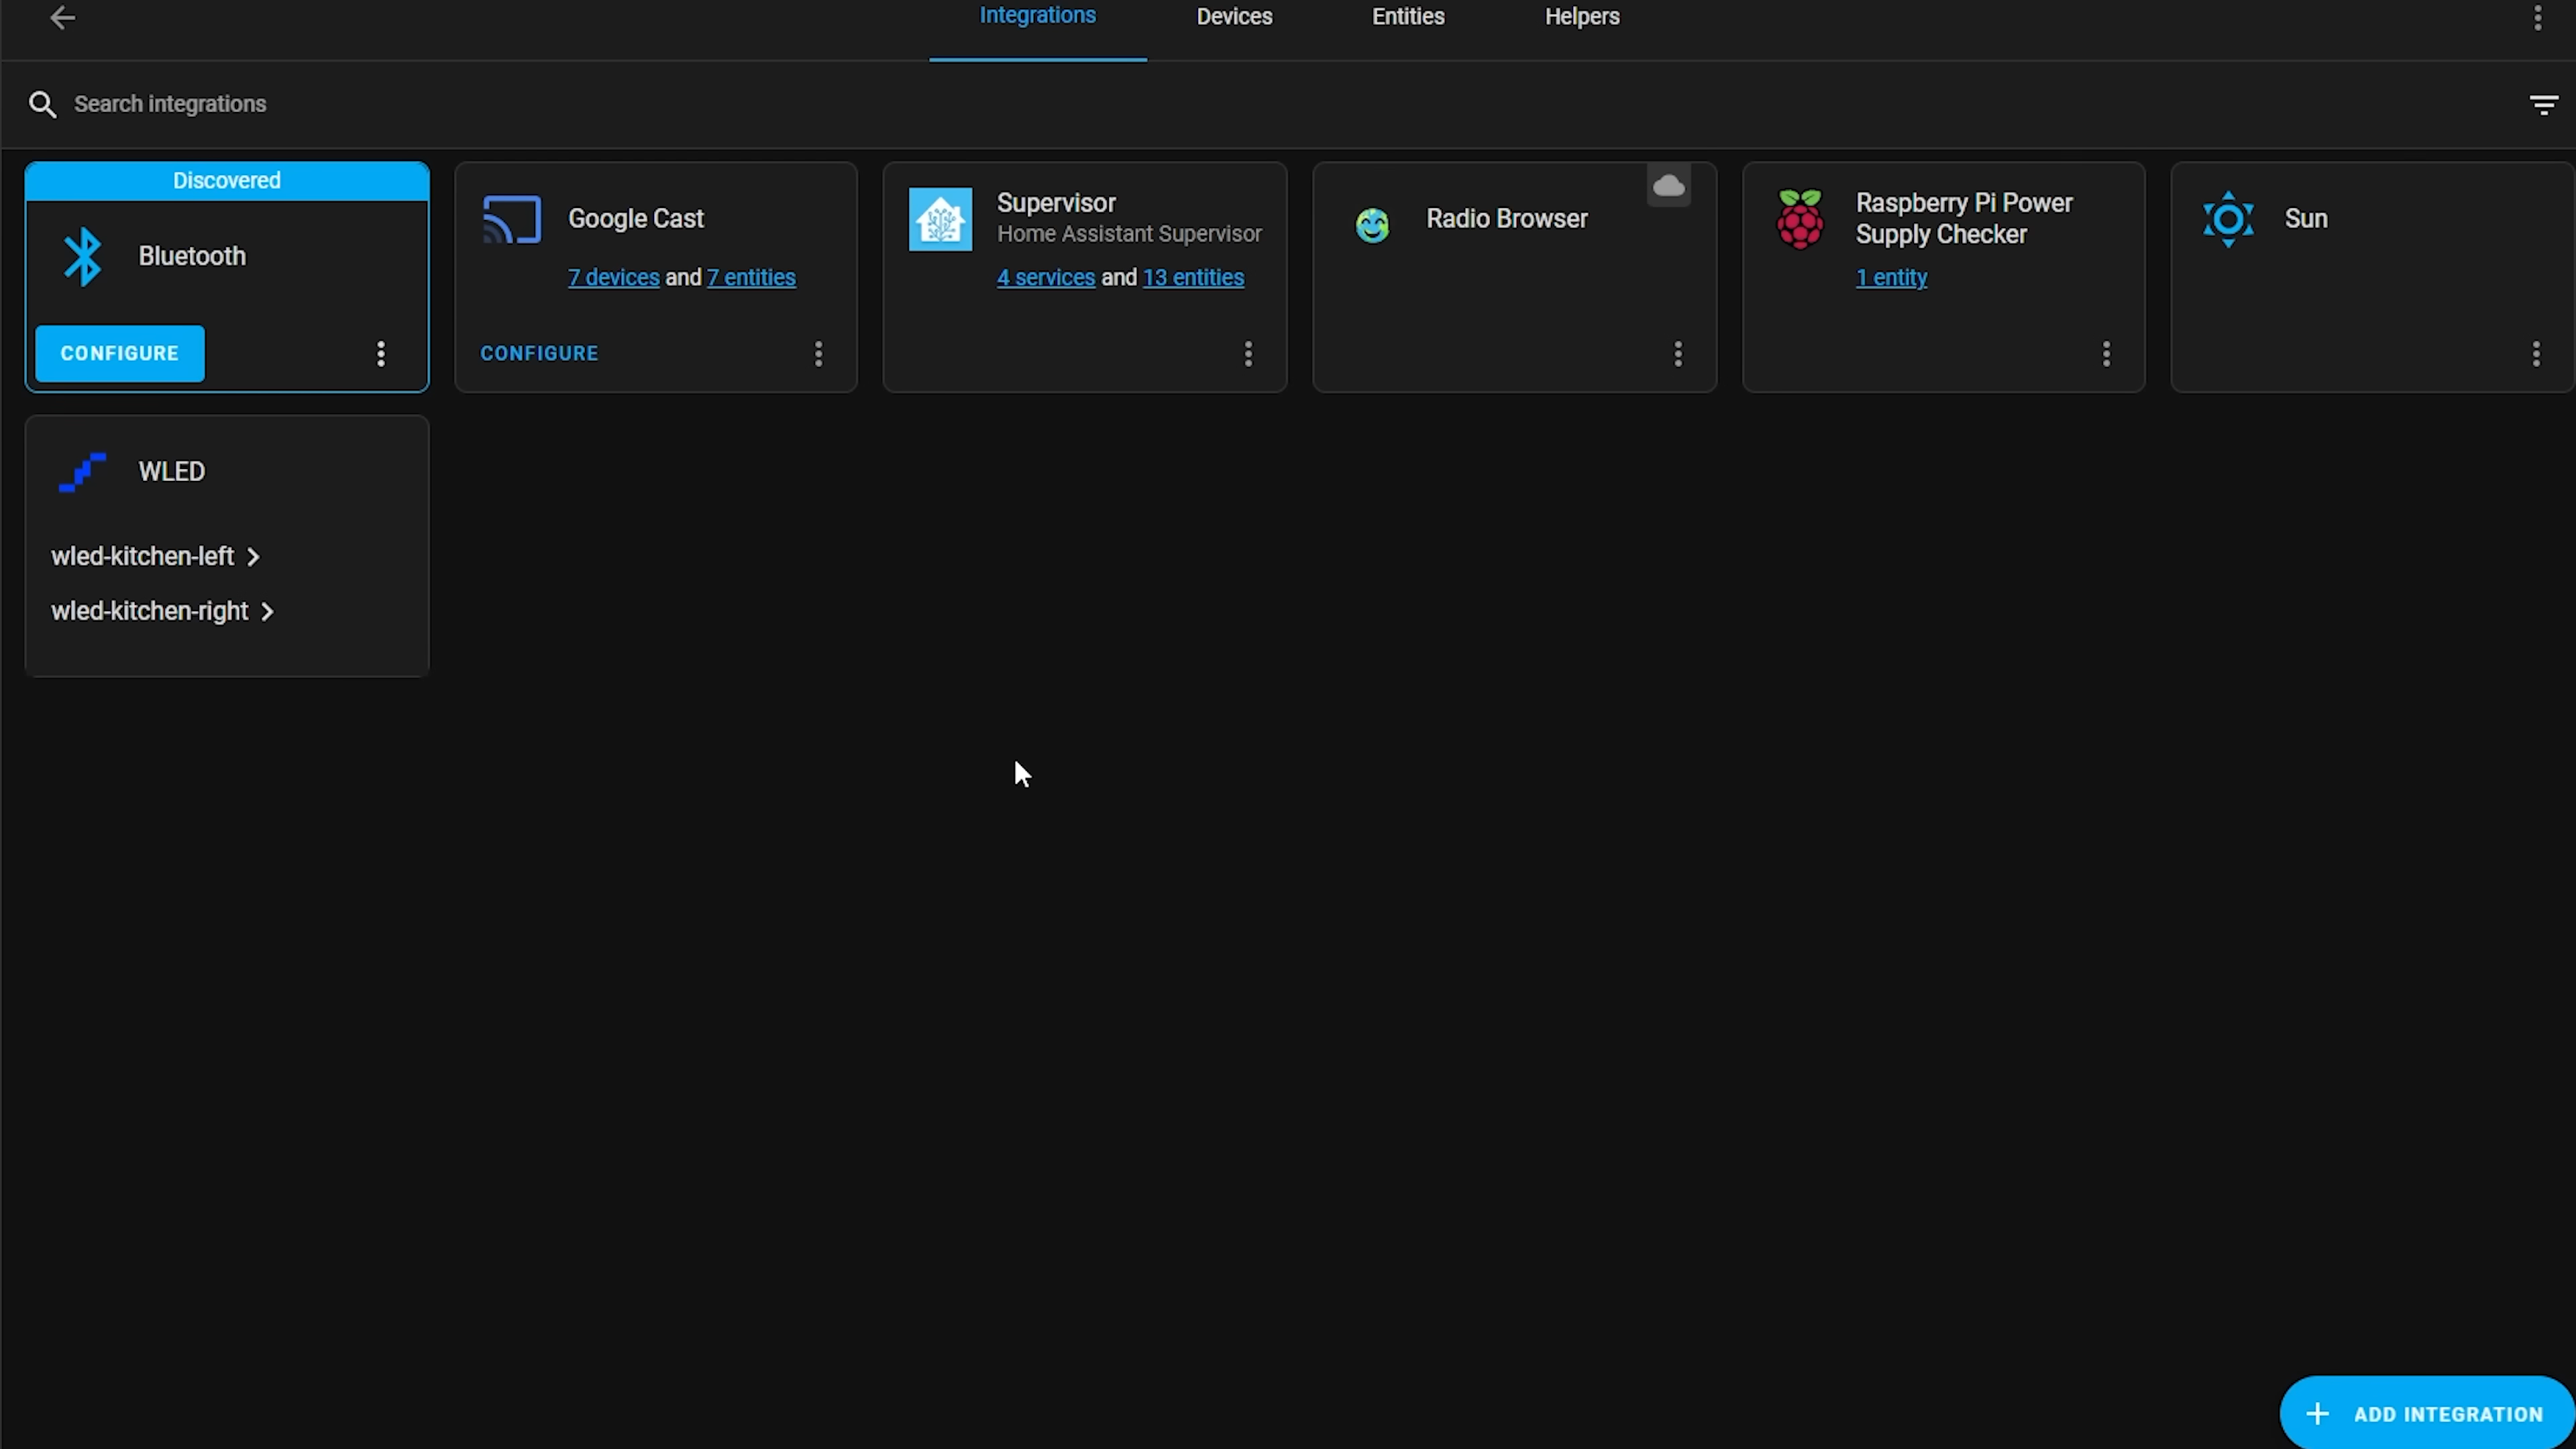 Integrations
Devices
Entities
Helpers
Search integrations
Discovered
Bluetooth
CONFIGURE
Google Cast
7 devices and 7 entities
CONFIGURE
Supervisor
Home Assistant Supervisor
4 services and 13 entities
Radio Browser
Raspberry Pi Power
Supply Checker
1 entity
Sun
WLED
wled-kitchen-left
wled-kitchen-right
ADD INTEGRATION